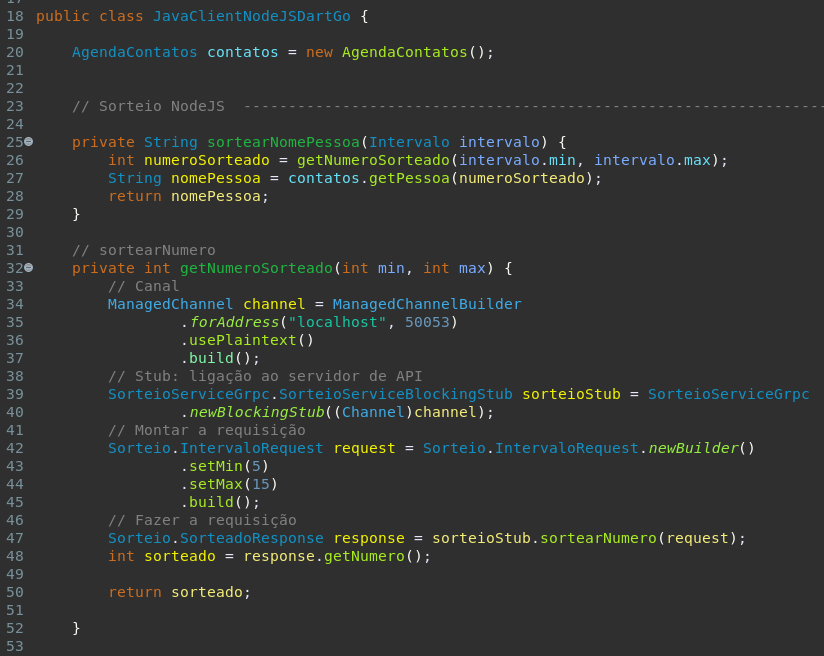 17
18 public class JavaClientNodeJSDartGo {
19
20     AgendaContatos contatos = new AgendaContatos();
21
22
23     // Sorteio NodeJS  ----------------------------------------------------------------
24
25     private String sortearNomePessoa(Intervalo intervalo) {
26         int numeroSorteado = getNumeroSorteado(intervalo.min, intervalo.max);
27         String nomePessoa = contatos.getPessoa(numeroSorteado);
28         return nomePessoa;
29     }
30
31     // sortearNumero
32     private int getNumeroSorteado(int min, int max) {
33         // Canal
34         ManagedChannel channel = ManagedChannelBuilder
35                 .forAddress("localhost", 50053)
36                 .usePlaintext()
37                 .build();
38         // Stub: ligação ao servidor de API
39         SorteioServiceGrpc.SorteioServiceBlockingStub sorteioStub = SorteioServiceGrpc
40                 .newBlockingStub((Channel)channel);
41         // Montar a requisição
42         Sorteio.IntervaloRequest request = Sorteio.IntervaloRequest.newBuilder()
43                 .setMin(5)
44                 .setMax(15)
45                 .build();
46         // Fazer a requisição
47         Sorteio.SorteadoResponse response = sorteioStub.sortearNumero(request);
48         int sorteado = response.getNumero();
49
50         return sorteado;
51
52     }
53